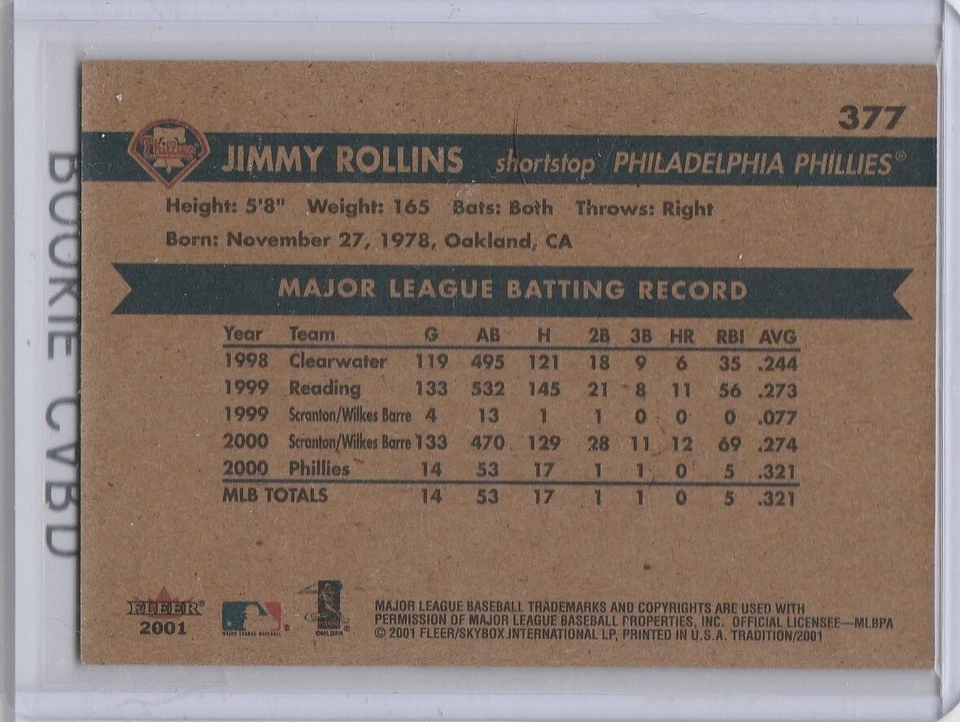 377
Phillies JIMMY ROLLINS shortstop PHILADELPHIA PHILLIES®
Height: 5'8" Weight: 165 Bats: Both Throws: Right
Born: November 27, 1978, Oakland, CA
MAJOR LEAGUE BATTING RECORD
Year Team G AB H 2B 3B HR RBI AVG
1998 Clearwater 119 495 121 18 9 6 35 .244
1999 Reading 133 532 145 21 8 11 56 .273
1999 Scranton/Wilkes Barre 4 13 1 1 0 0 0 .077
2000 Scranton/Wilkes Barre 133 470 129 28 11 12 69 .274
2000 Phillies 14 53 17 1 1 0 5 .321
MLB TOTALS 14 53 17 1 1 0 5 .321
FLEER®
2001
MAJOR LEAGUE BASEBALL ®
©MLBPA
MAJOR LEAGUE BASEBALL TRADEMARKS AND COPYRIGHTS ARE USED WITH
PERMISSION OF MAJOR LEAGUE BASEBALL PROPERTIES, INC. OFFICIAL LICENSEE—MLBPA
© 2001 FLEER/SKYBOX INTERNATIONAL LP, PRINTED IN U.S.A. TRADITION/2001